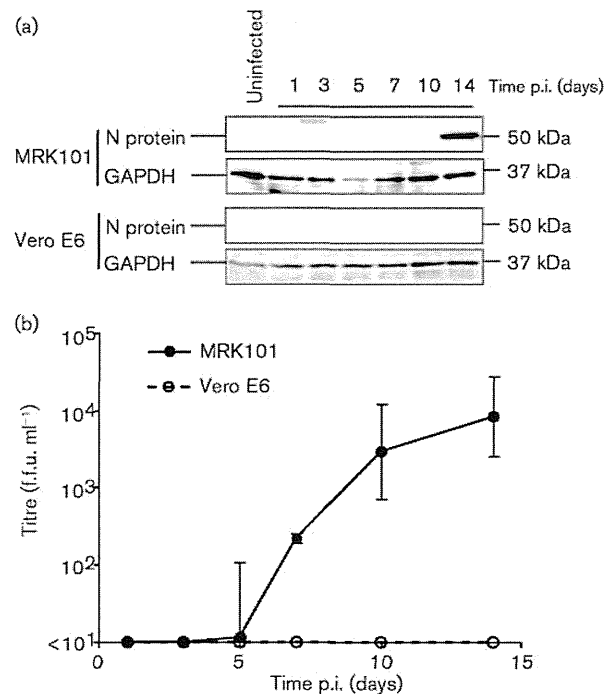 (a)
Uninfected
1 3 5 7 10 14 Time p.i. (days)
MRK101
N protein 50 kDa
GAPDH 37 kDa
Vero E6
N protein 50 kDa
GAPDH 37 kDa
(b)
10⁵
MRK101
Vero E6
10⁴
10³
10²
<10¹
Titre (f.f.u. ml⁻¹)
0 5 10 15
Time p.i. (days)